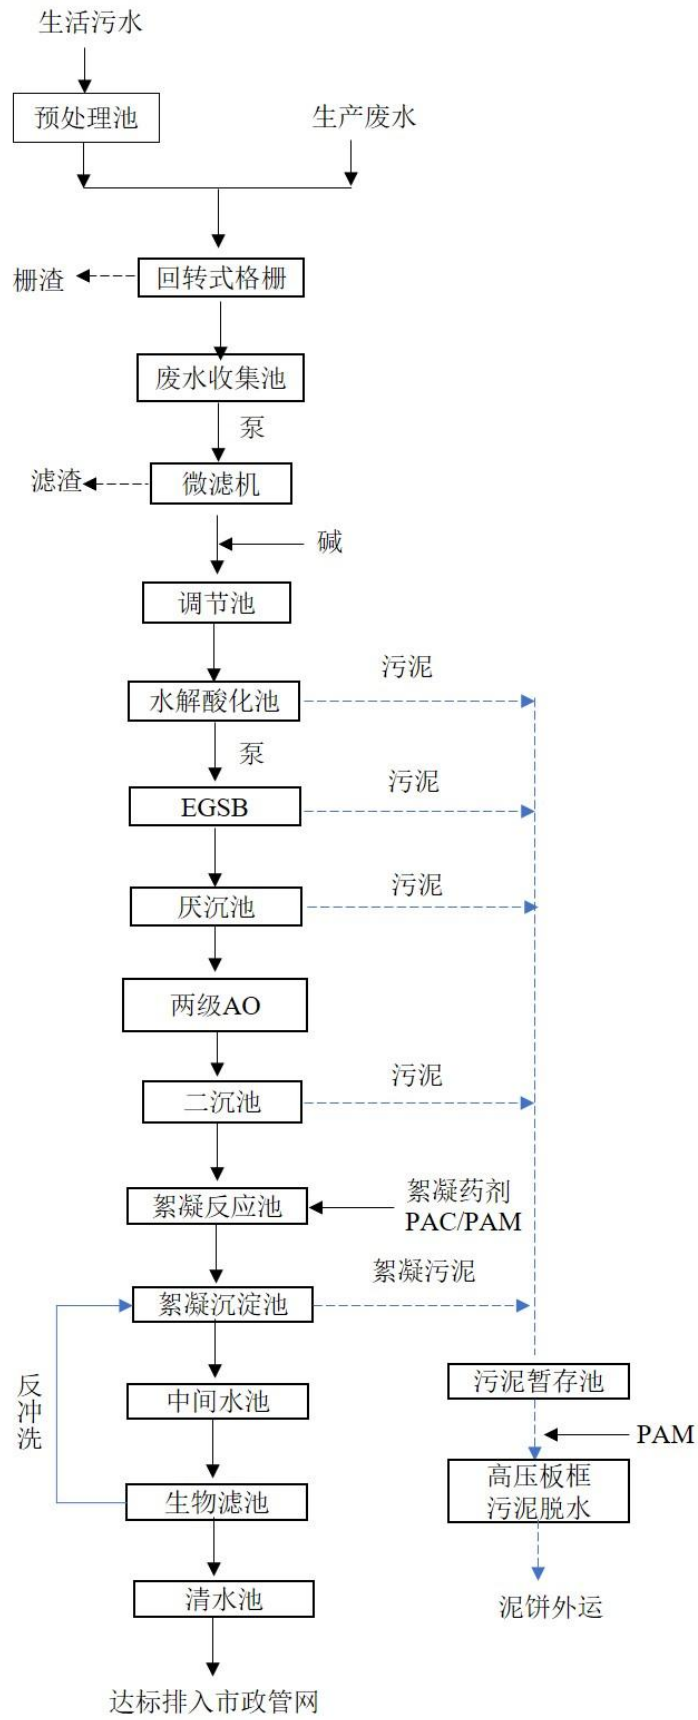 生活污水
预处理池
生产废水
栅渣
回转式格栅
废水收集池
泵
滤渣
微滤机
碱
调节池
污泥
水解酸化池
泵
污泥
EGSB
污泥
厌沉池
两级AO
污泥
二沉池
絮凝反应池
絮凝药剂
PAC/PAM
絮凝污泥
絮凝沉淀池
反冲洗
中间水池
污泥暂存池
PAM
生物滤池
高压板框
污泥脱水
清水池
泥饼外运
达标排入市政管网